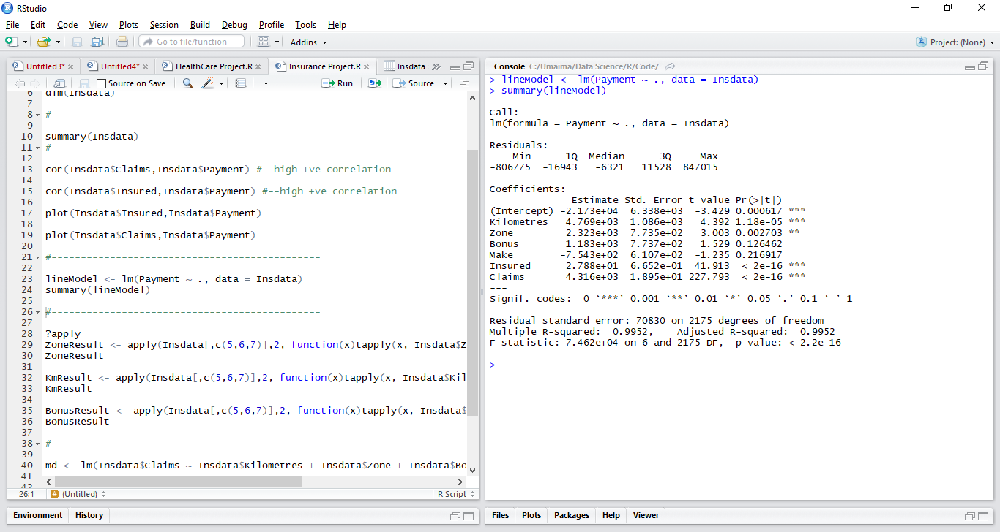 RStudio
File Edit Code View Plots Session Build Debug Profile Tools Help
Go to file/function Addins Project: (None)
Untitled3* Untitled4* HealthCare Project.R Insurance Project.R Insdata
Source on Save Run Source
6 dim(Insdata)
7
8 #--------------------------------------------
9
10 summary(Insdata)
11 #--------------------------------------------
12
13 cor(Insdata$Claims,Insdata$Payment) #--high +ve correlation
14
15 cor(Insdata$Insured,Insdata$Payment) #--high +ve correlation
16
17 plot(Insdata$Insured,Insdata$Payment)
18
19 plot(Insdata$Claims,Insdata$Payment)
20
21 #----------------------------------------------
22
23 lineModel <- lm(Payment ~ ., data = Insdata)
24 summary(lineModel)
25
26 #----------------------------------------------
27
28 ?apply
29 ZoneResult <- apply(Insdata[,c(5,6,7)],2, function(x)tapply(x, Insdata$Z
30 ZoneResult
31
32 KmResult <- apply(Insdata[,c(5,6,7)],2, function(x)tapply(x, Insdata$Kil
33 KmResult
34
35 BonusResult <- apply(Insdata[,c(5,6,7)],2, function(x)tapply(x, Insdata$
36 BonusResult
37
38 #----------------------------------------------------
39
40 md <- lm(Insdata$Claims ~ Insdata$Kilometres + Insdata$Zone + Insdata$Bo
41
42
26:1 # (Untitled) R Script
Environment History
Console C:/Umaima/Data Science/R/Code/
> lineModel <- lm(Payment ~ ., data = Insdata)
> summary(lineModel)
Call:
lm(formula = Payment ~ ., data = Insdata)
Residuals:
Min 1Q Median 3Q Max
-806775 -16943 -6321 11528 847015
Coefficients:
Estimate Std. Error t value Pr(>|t|)
(Intercept) -2.173e+04 6.338e+03 -3.429 0.000617 ***
Kilometres 4.769e+03 1.086e+03 4.392 1.18e-05 ***
Zone 2.323e+03 7.735e+02 3.003 0.002703 **
Bonus 1.183e+03 7.737e+02 1.529 0.126462
Make -7.543e+02 6.107e+02 -1.235 0.216917
Insured 2.788e+01 6.652e-01 41.913 < 2e-16 ***
Claims 4.316e+03 1.895e+01 227.793 < 2e-16 ***
---
Signif. codes: 0 ‘***’ 0.001 ‘**’ 0.01 ‘*’ 0.05 ‘.’ 0.1 ‘ ’ 1
Residual standard error: 70830 on 2175 degrees of freedom
Multiple R-squared: 0.9952, Adjusted R-squared: 0.9952
F-statistic: 7.462e+04 on 6 and 2175 DF, p-value: < 2.2e-16
>
Files Plots Packages Help Viewer